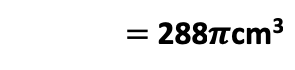 = 288𝝅cm³